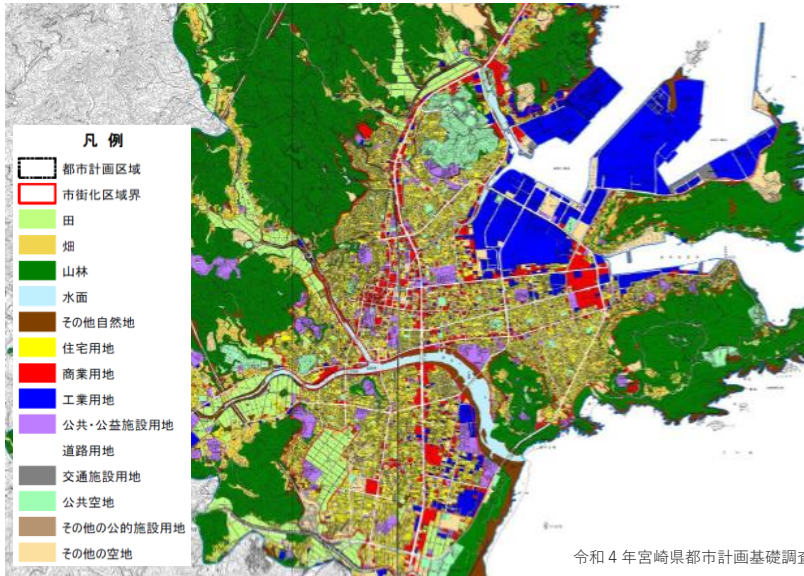 凡 例
都市計画区域
市街化区域界
田
畑
山林
水面
その他自然地
住宅用地
商業用地
工業用地
公共・公益施設用地
道路用地
交通施設用地
公共空地
その他の公的施設用地
その他の空地
令和4年宮崎県都市計画基礎調査